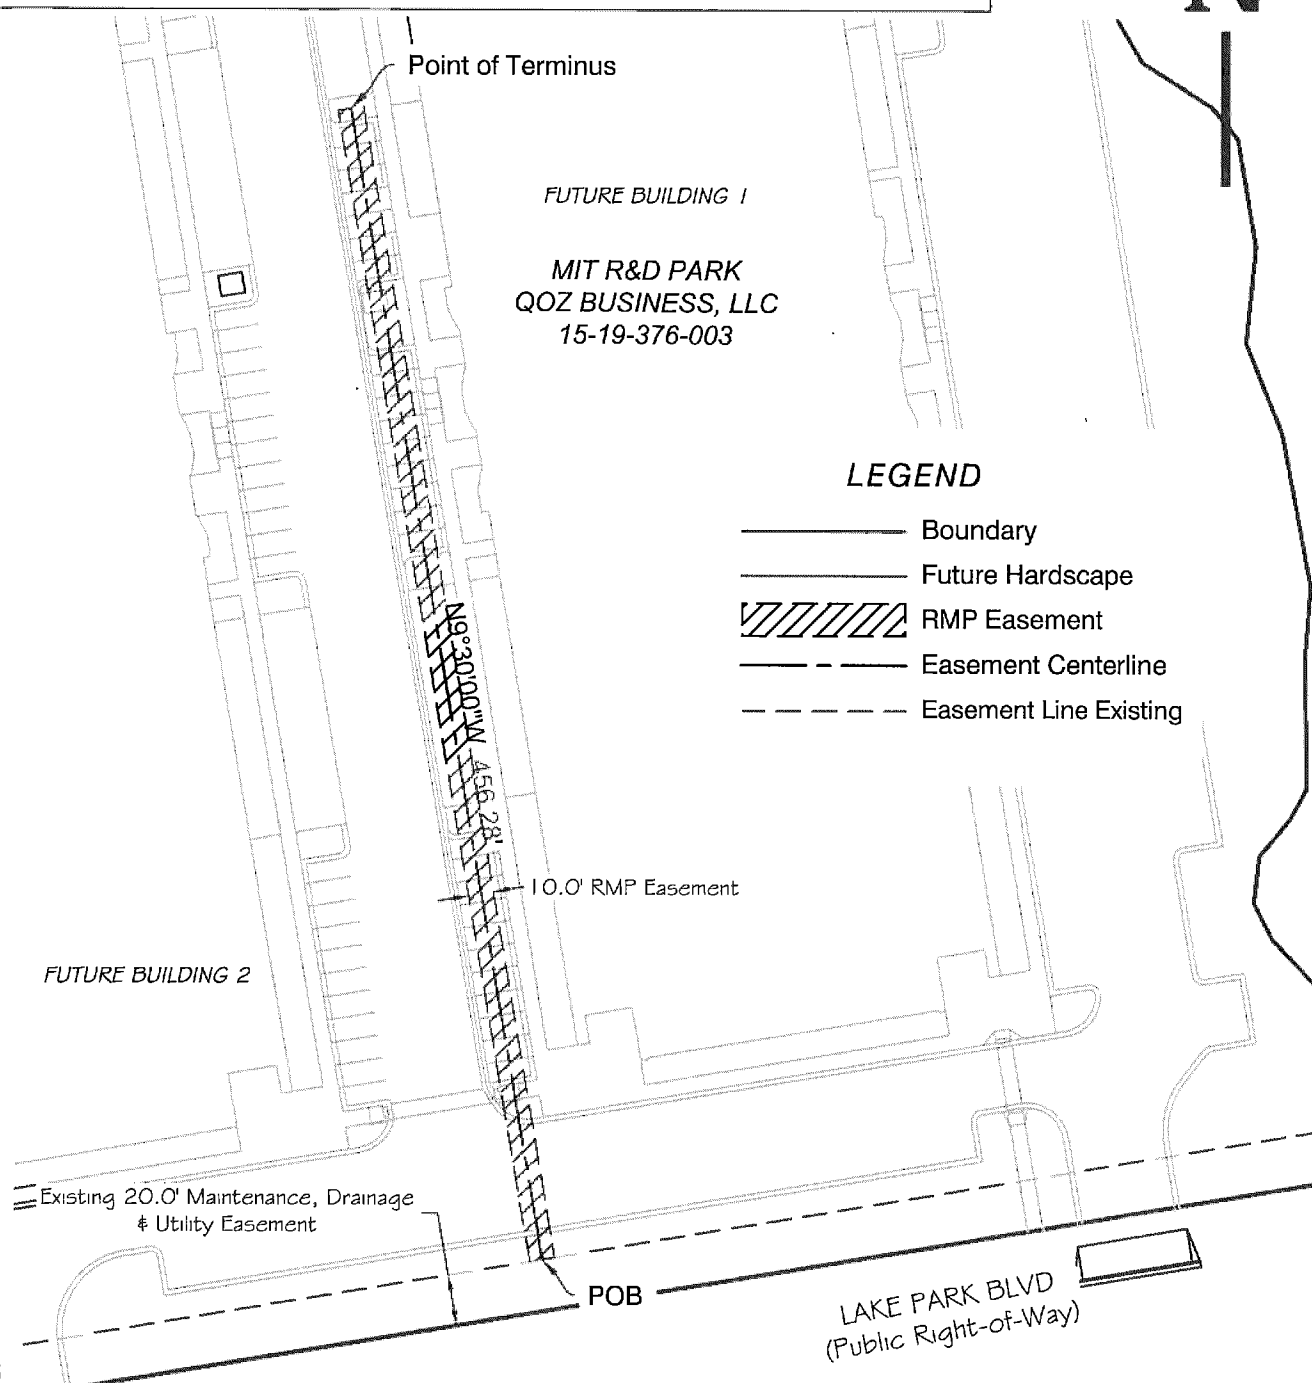 N
Point of Terminus
FUTURE BUILDING 1
MIT R&D PARK
QOZ BUSINESS, LLC
15-19-376-003
LEGEND
Boundary
Future Hardscape
RMP Easement
Easement Centerline
Easement Line Existing
N9°30'00"W 456.28'
10.0' RMP Easement
FUTURE BUILDING 2
Existing 20.0' Maintenance, Drainage
& Utility Easement
POB
LAKE PARK BLVD
(Public Right-of-Way)